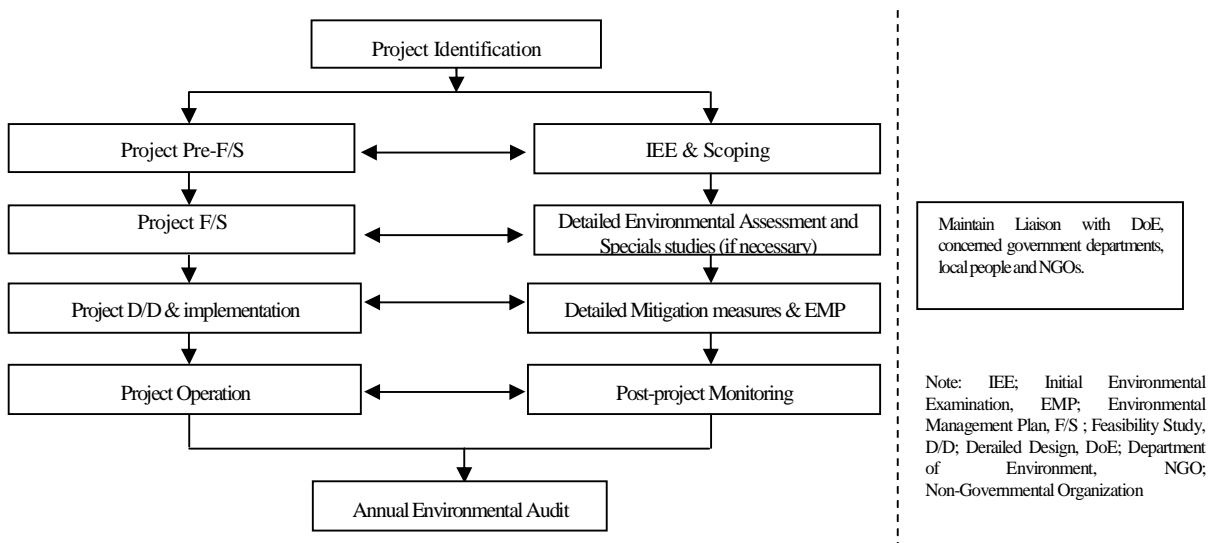 Project Identification
Project Pre-F/S
IEE & Scoping
Project F/S
Detailed Environmental Assessment and
Specials studies (if necessary)
Project D/D & implementation
Detailed Mitigation measures & EMP
Project Operation
Post-project Monitoring
Annual Environmental Audit
Maintain Liaison with DoE,
concerned government departments,
local people and NGOs.
Note: IEE; Initial Environmental
Examination, EMP; Environmental
Management Plan, F/S ; Feasibility Study,
D/D; Derailed Design, DoE; Department
of Environment, NGO;
Non-Governmental Organization